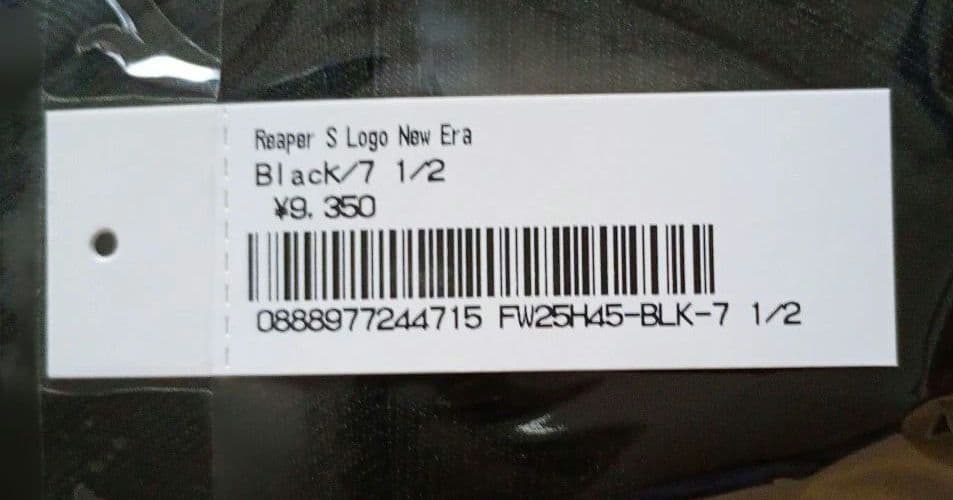 Reaper S Logo New Era
Black/7 1/2
¥9,350
0888977244715 FW25H45-BLK-7 1/2